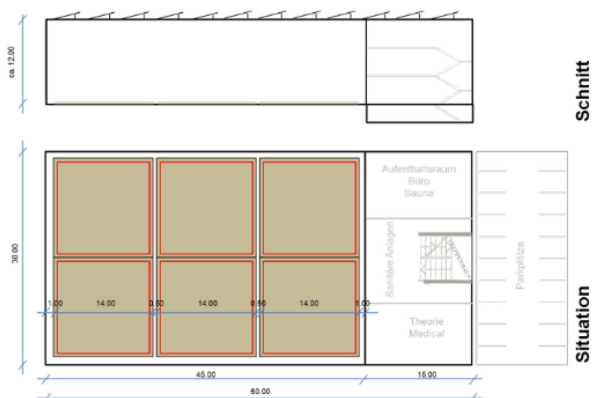 ca. 12.00
Schnitt
30.00
Aufenthaltsraum
Büro
Sauna
Sanitäre Anlagen
Treppenhaus
Parkplätze
1.00
14.00
0.50
14.00
0.50
14.00
1.00
Theorie
Medical
Situation
45.00
15.00
60.00